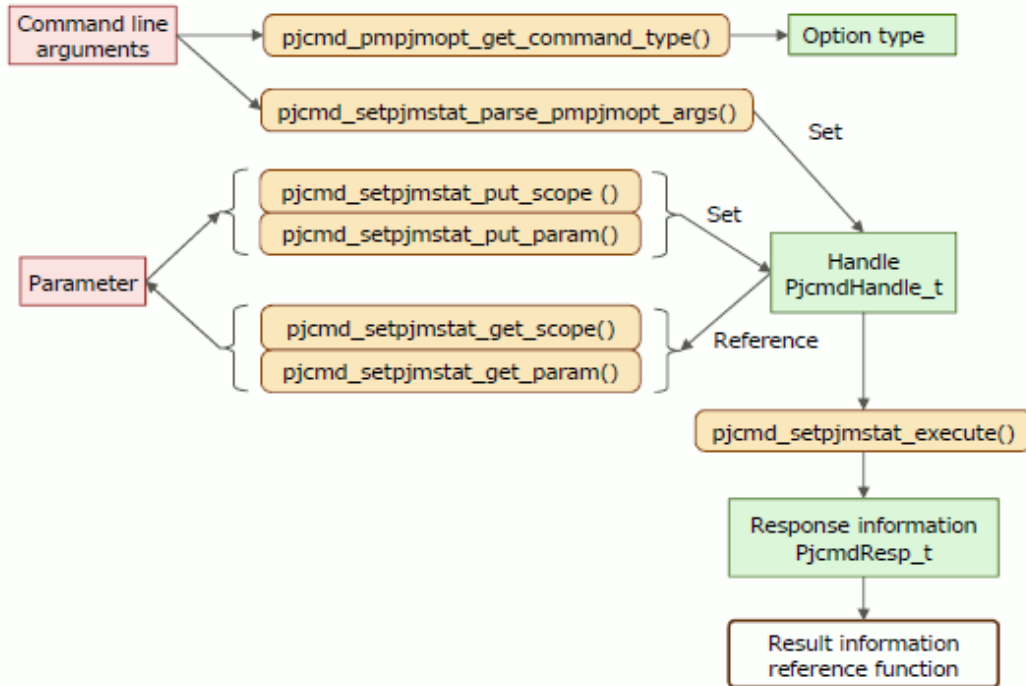 Command line
arguments
pjcmd_pmpjmopt_get_command_type()
Option type
pjcmd_setpjmstat_parse_pmpjmopt_args()
Set
pjcmd_setpjmstat_put_scope ()
pjcmd_setpjmstat_put_param()
Set
Parameter
Handle
PjcmdHandle_t
pjcmd_setpjmstat_get_scope()
pjcmd_setpjmstat_get_param()
Reference
pjcmd_setpjmstat_execute()
Response information
PjcmdResp_t
Result information
reference function